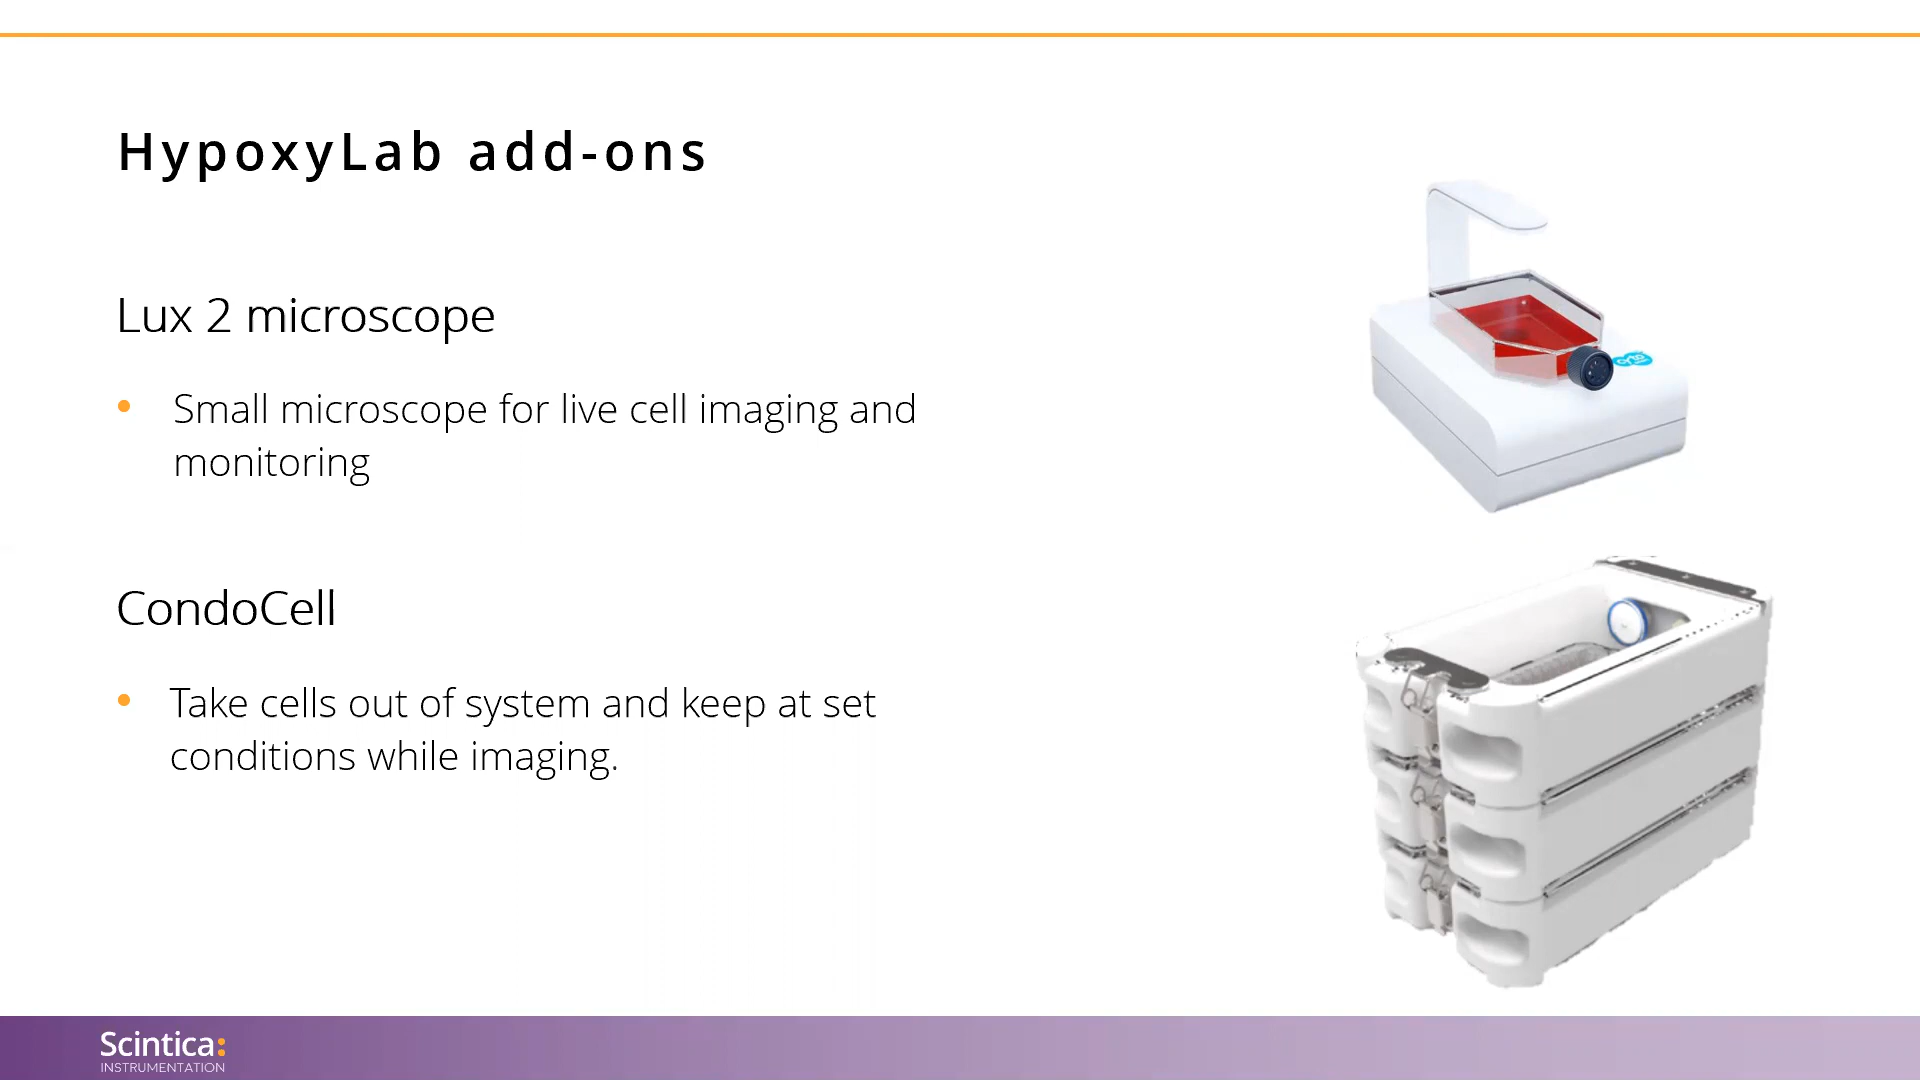 HypoxyLab add-ons
Lux 2 microscope
• Small microscope for live cell imaging and
monitoring
CondoCell
• Take cells out of system and keep at set
conditions while imaging.
Scintica:
INSTRUMENTATION